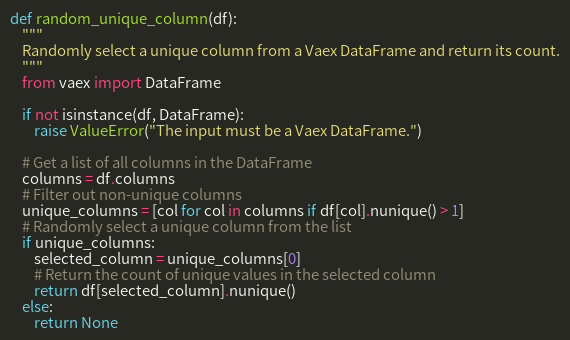 def random_unique_column(df):
    """
    Randomly select a unique column from a Vaex DataFrame and return its count.
    """
    from vaex import DataFrame

    if not isinstance(df, DataFrame):
        raise ValueError("The input must be a Vaex DataFrame.")

    # Get a list of all columns in the DataFrame
    columns = df.columns
    # Filter out non-unique columns
    unique_columns = [col for col in columns if df[col].nunique() > 1]
    # Randomly select a unique column from the list
    if unique_columns:
        selected_column = unique_columns[0]
        # Return the count of unique values in the selected column
        return df[selected_column].nunique()
    else:
        return None